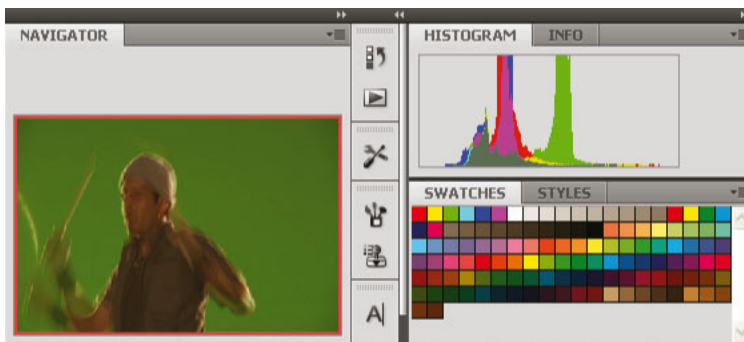 NAVIGATOR
HISTOGRAM
INFO
SWATCHES
STYLES
A